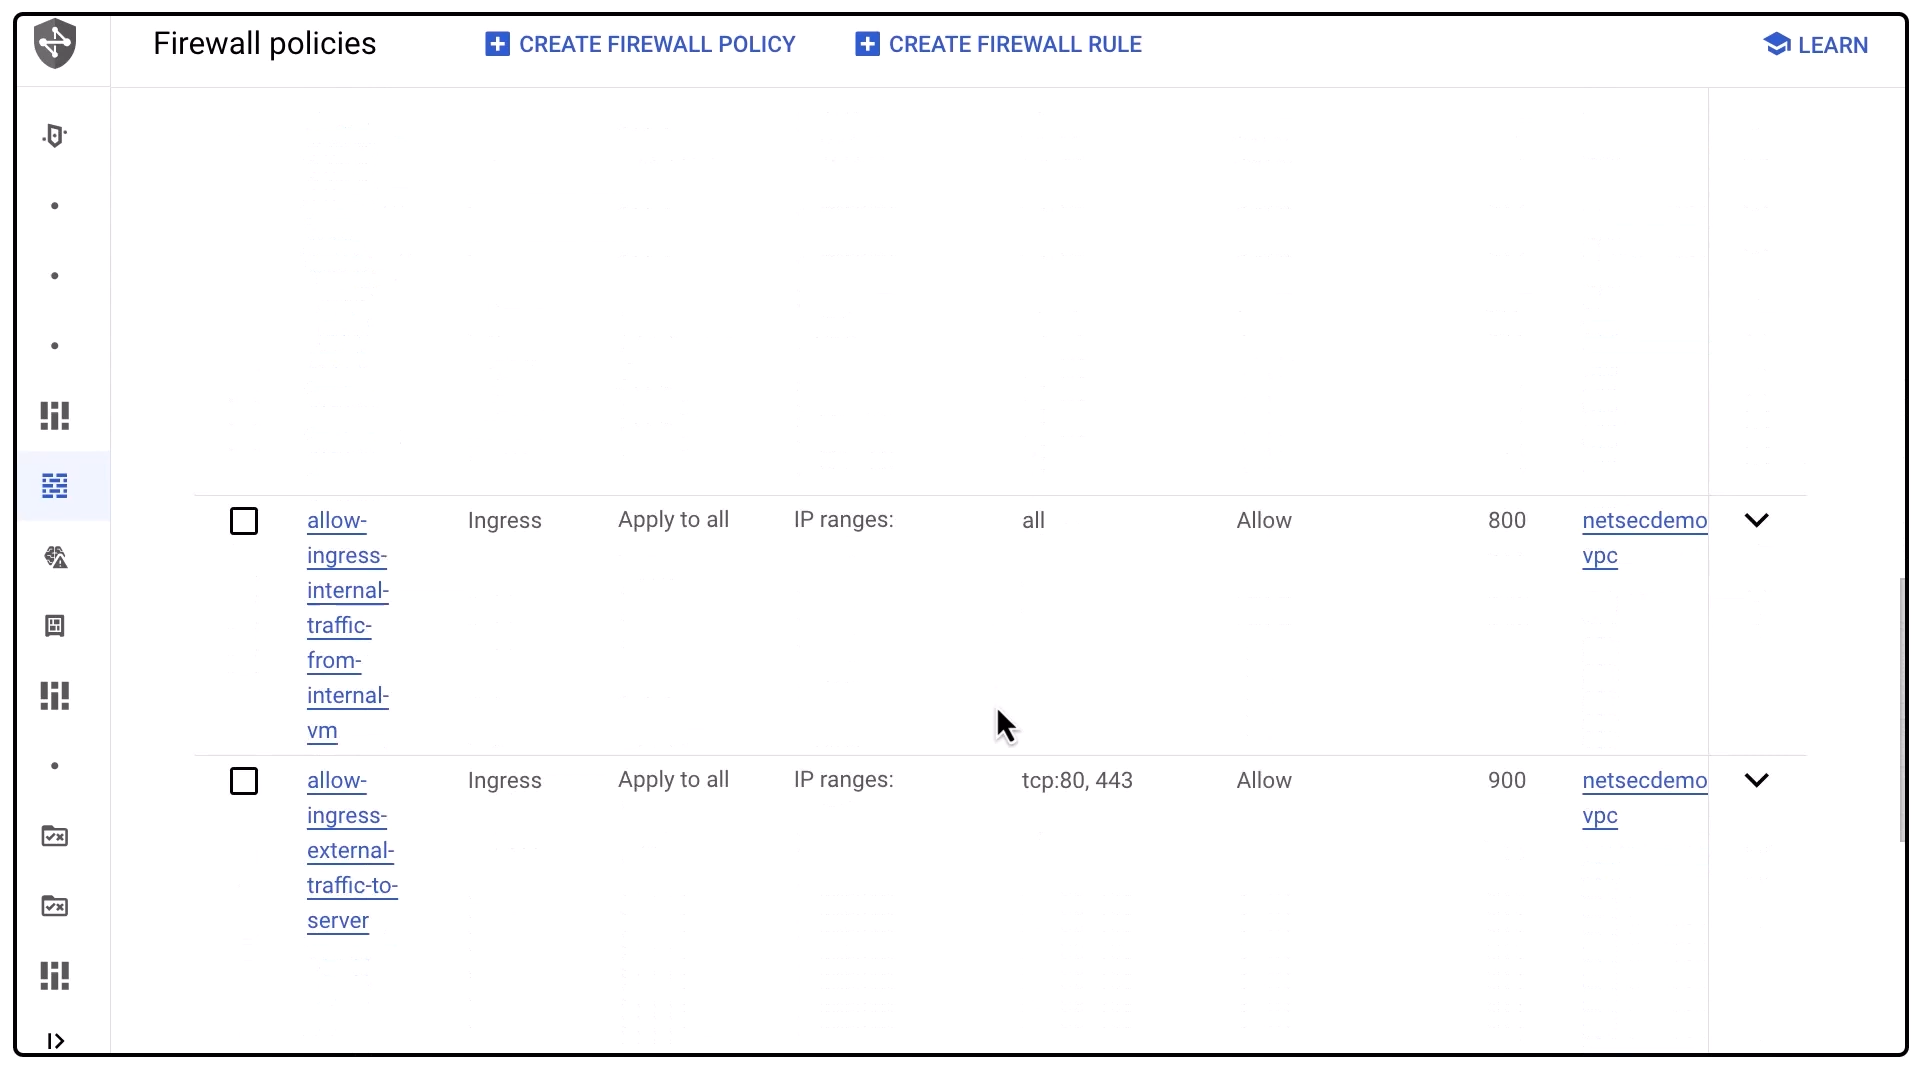 Firewall policies
CREATE FIREWALL POLICY
CREATE FIREWALL RULE
LEARN
allow-
ingress-
internal-
traffic-
from-
internal-
vm
Ingress
Apply to all
IP ranges:
all
Allow
800
netsecdemo
vpc
allow-
ingress-
external-
traffic-to-
server
Ingress
Apply to all
IP ranges:
tcp:80, 443
Allow
900
netsecdemo
vpc